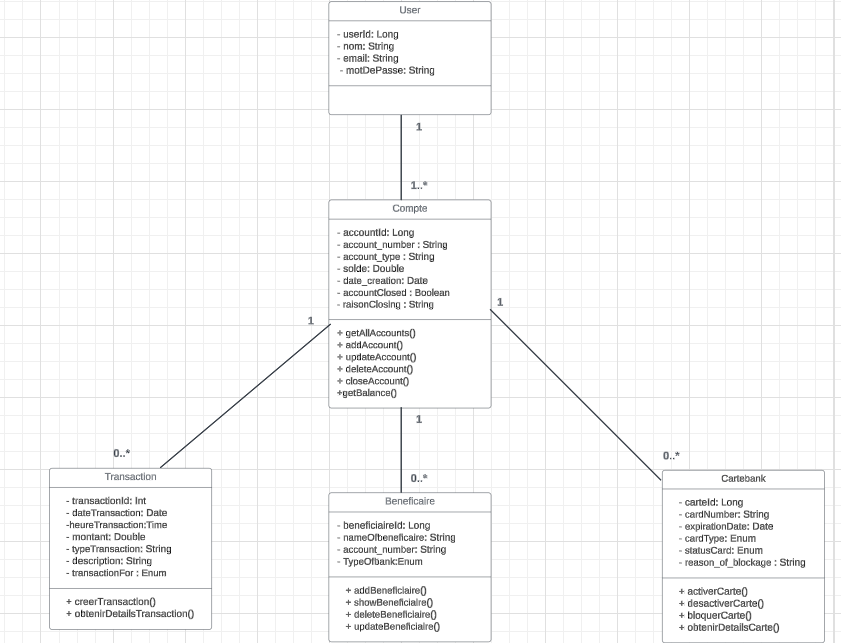 User
- userId: Long
- nom: String
- email: String
- motDePasse: String
1
1..*
Compte
- accountId: Long
- account_number : String
- account_type : String
- solde: Double
- date_creation: Date
- accountClosed : Boolean
- raisonClosing : String
+ getAllAccounts()
+ addAccount()
+ updateAccount()
+ deleteAccount()
+ closeAccount()
+getBalance()
1
1
1
0..*
0..*
0..*
Transaction
- transactionId: Int
- dateTransaction: Date
-heureTransaction:Time
- montant: Double
- typeTransaction: String
- description: String
- transactionFor : Enum
+ creerTransaction()
+ obtenirDetailsTransaction()
Beneficaire
- beneficiaireId: Long
- nameOfbeneficaire: String
- account_number: String
- TypeOfbank:Enum
+ addBeneficiaire()
+ showBeneficiaire()
+ deleteBeneficiaire()
+ updateBeneficiaire()
Cartebank
- carteId: Long
- cardNumber: String
- expirationDate: Date
- cardType: Enum
- statusCard: Enum
- reason_of_blockage : String
+ activerCarte()
+ desactiverCarte()
+ bloquerCarte()
+ obtenirDetailsCarte()